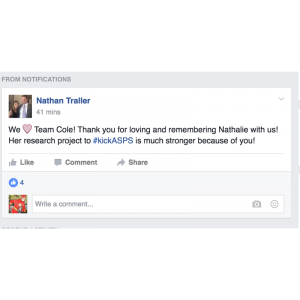 FROM NOTIFICATIONS
Nathan Traller
41 mins
We Team Cole! Thank you for loving and remembering Nathalie with us!
Her research project to #kickASPS is much stronger because of you!
Like Comment Share
4
Write a comment...